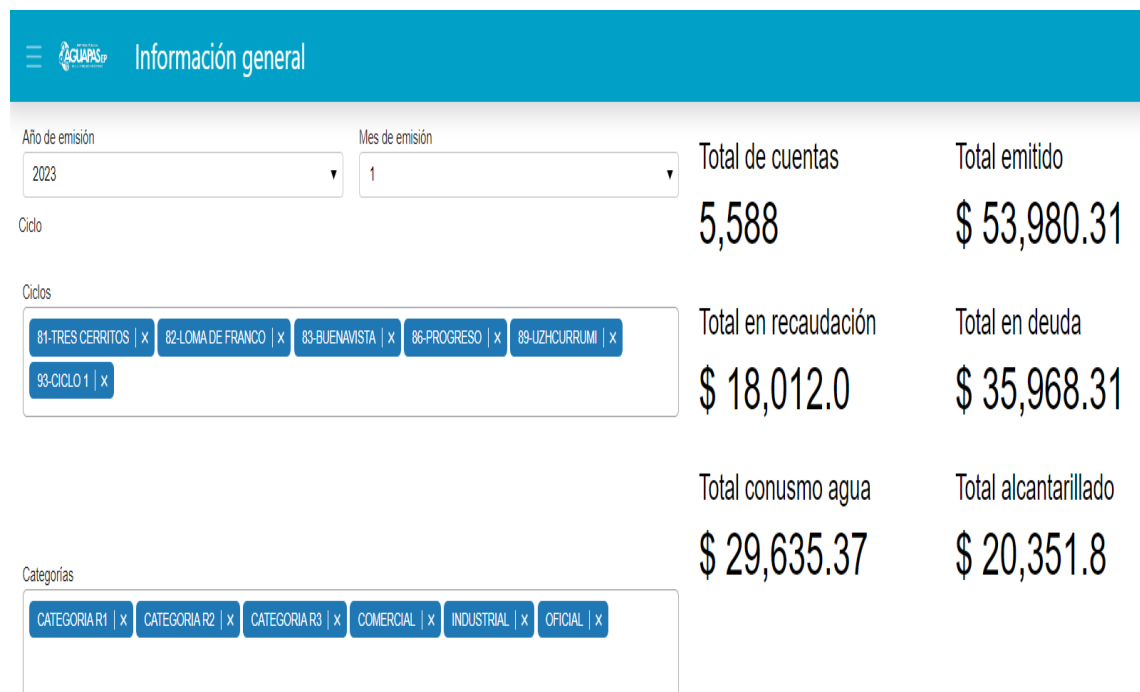 AGUAPAS EP
Información general
Año de emisión
2023
Mes de emisión
1
Ciclo
Ciclos
81-TRES CERRITOS | × 82-LOMA DE FRANCO | × 83-BUENAVISTA | × 86-PROGRESO | × 89-UZHCURRUMI | ×
93-CICLO 1 | ×
Categorías
CATEGORIA R1 | × CATEGORIA R2 | × CATEGORIA R3 | × COMERCIAL | × INDUSTRIAL | × OFICIAL | ×
Total de cuentas
5,588
Total emitido
$ 53,980.31
Total en recaudación
$ 18,012.0
Total en deuda
$ 35,968.31
Total conusmo agua
$ 29,635.37
Total alcantarillado
$ 20,351.8